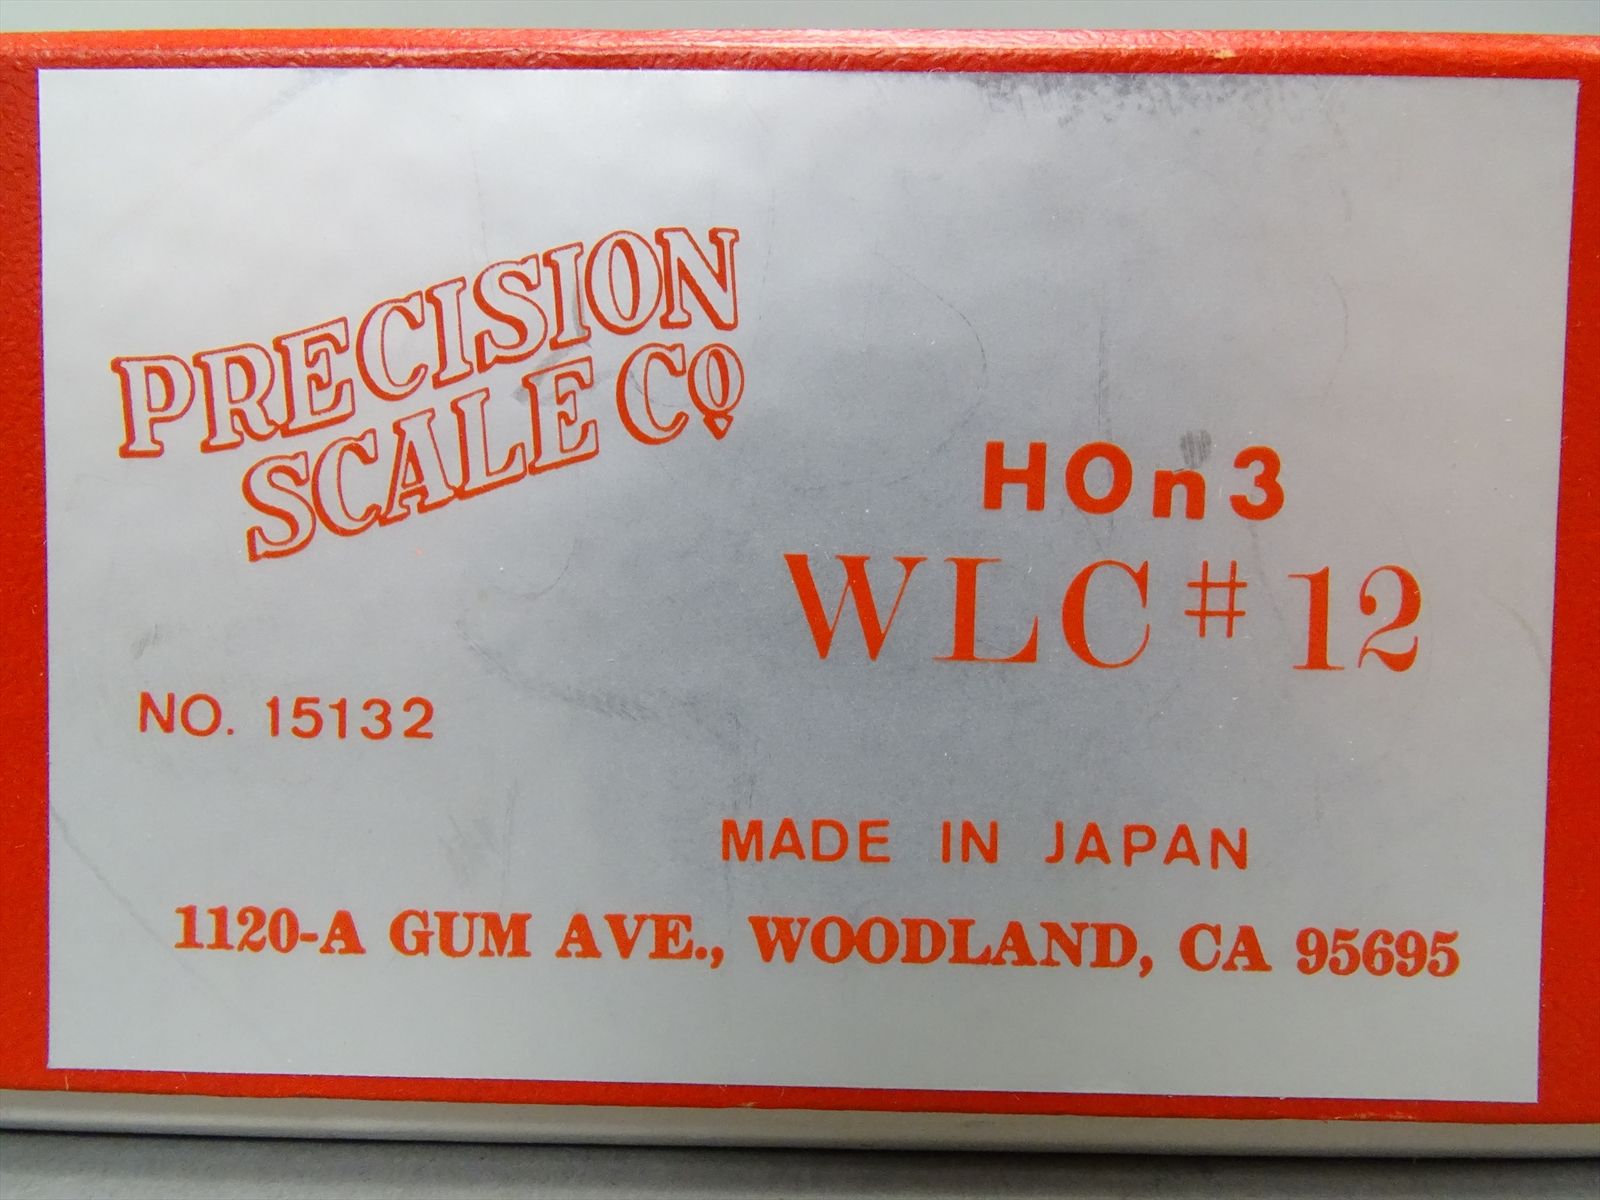 PRECISION
SCALE CO
HOn3
WLC # 12
NO. 15132
MADE IN JAPAN
1120-A GUM AVE., WOODLAND, CA 95695